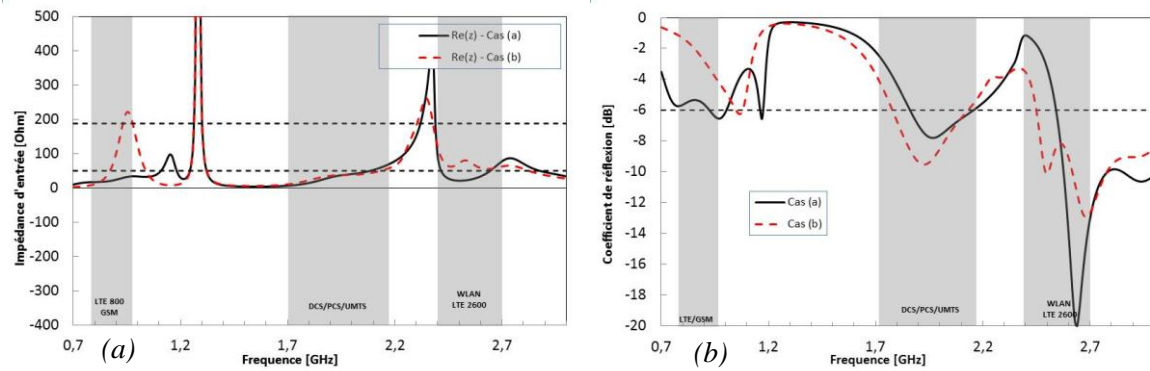 Impédance d'entrée [Ohm]
500
400
300
200
100
0
-100
-200
-300
-400
Re(z) - Cas (a)
Re(z) - Cas (b)
LTE 800
GSM
DCS/PCS/UMTS
WLAN
LTE 2600
0,7
1,2
1,7
2,2
2,7
Frequence [GHz]
(a)
Coefficient de réflexion [dB]
0
-2
-4
-6
-8
-10
-12
-14
-16
-18
-20
Cas (a)
Cas (b)
LTE/GSM
DCS/PCS/UMTS
WLAN
LTE 2600
0,7
1,2
1,7
2,2
2,7
Frequence [GHz]
(b)